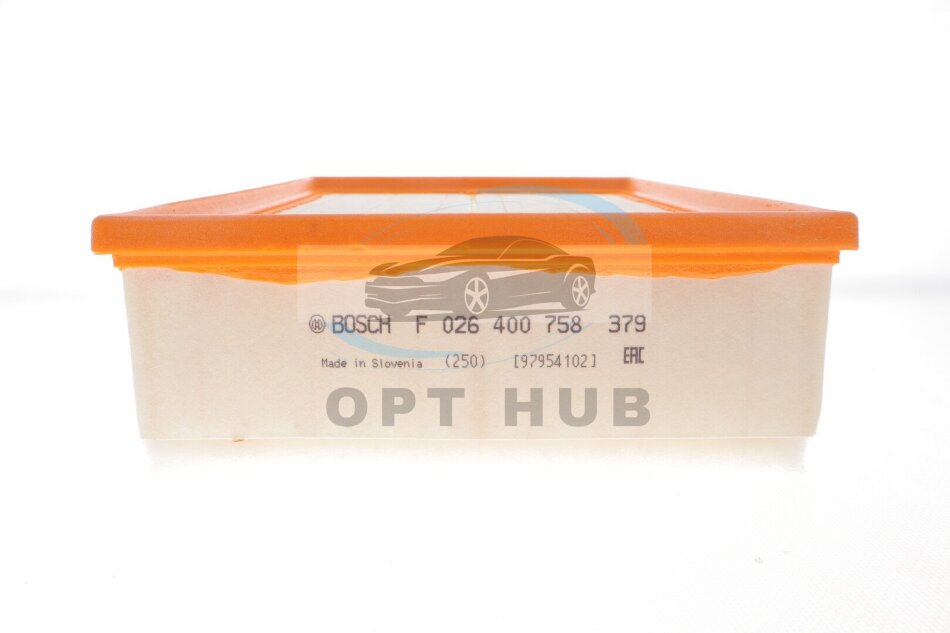 BOSCH F 026 400 758 379
Made in Slovenia (250) [97954102] EAC
OPT HUB